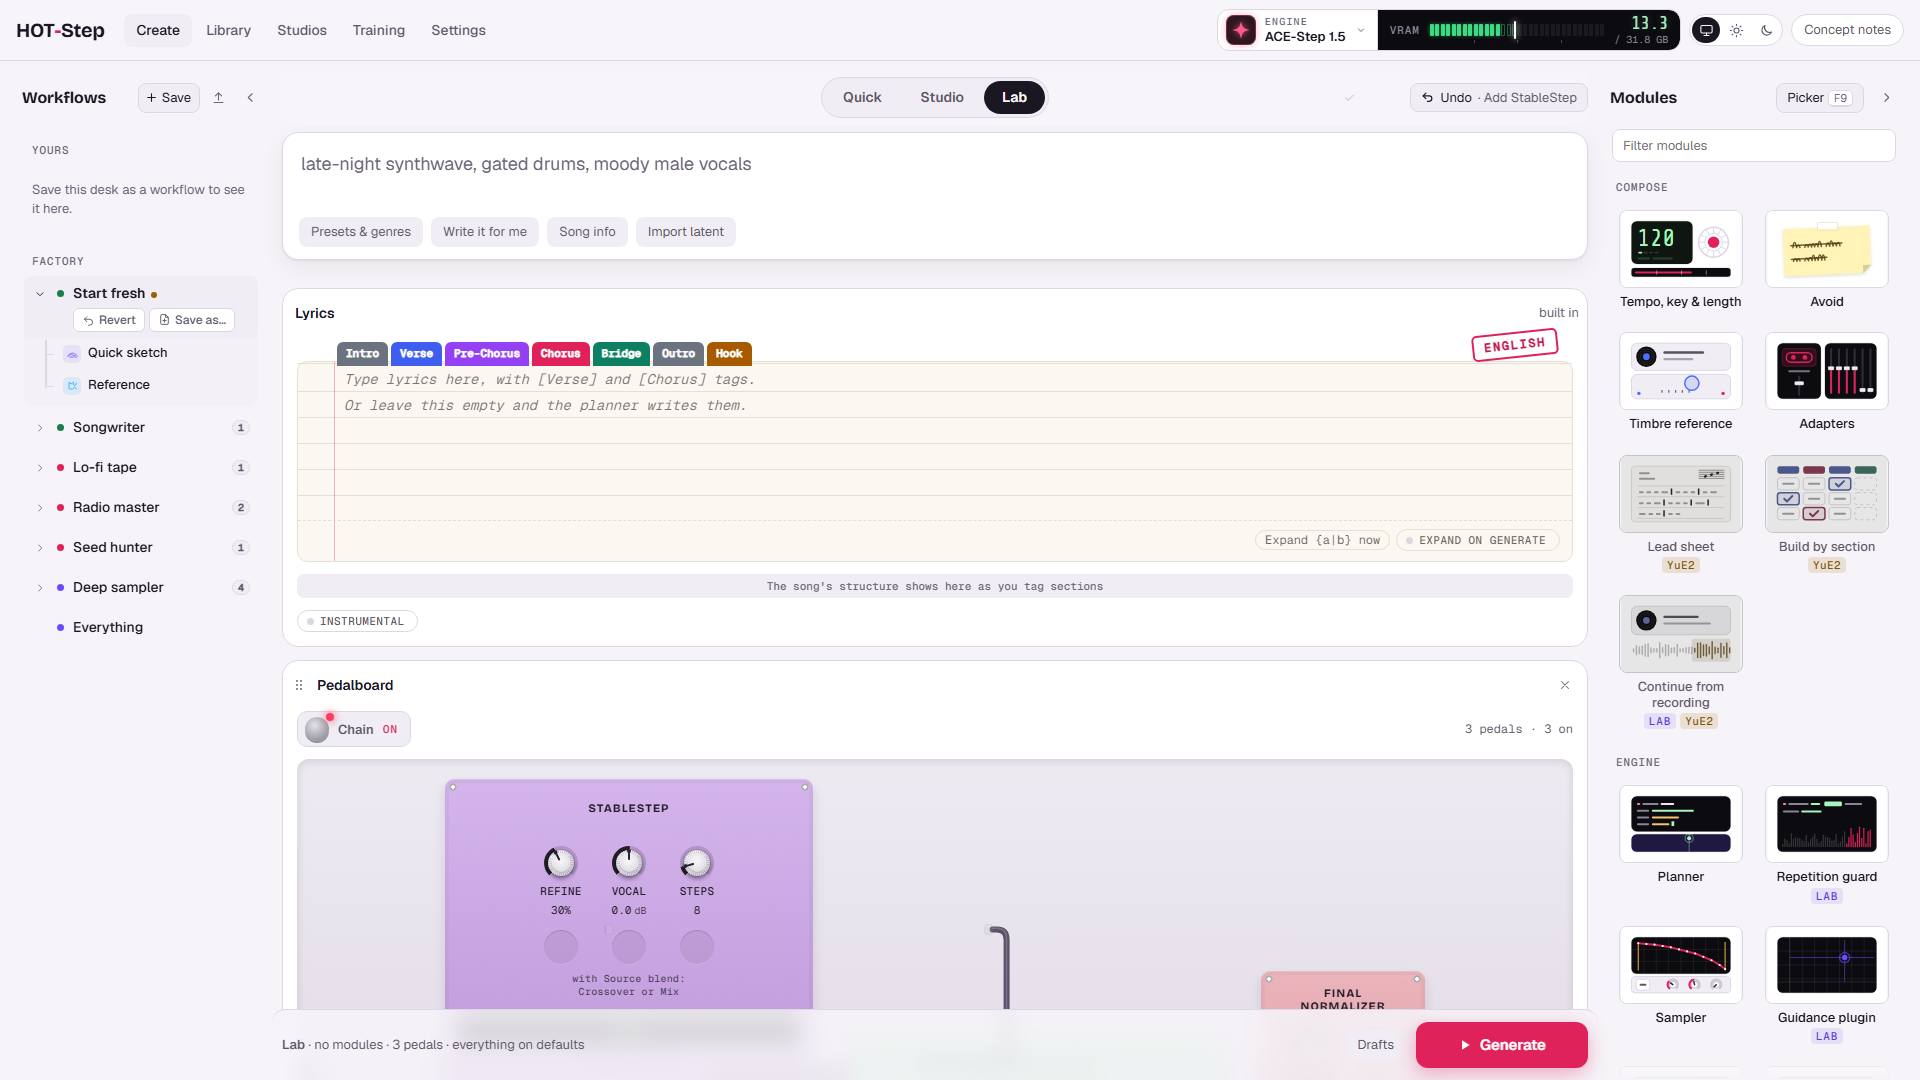 HOT-Step
Create
Library
Studios
Training
Settings
ENGINE
ACE-Step 1.5
VRAM
13.3
/ 31.8 GB
Concept notes
Workflows
+ Save
Quick
Studio
Lab
Undo · Add StableStep
Modules
Picker F9
YOURS
Save this desk as a workflow to see
it here.
FACTORY
Start fresh
Revert
Save as...
Quick sketch
Reference
Songwriter 1
Lo-fi tape 1
Radio master 2
Seed hunter 1
Deep sampler 4
Everything
late-night synthwave, gated drums, moody male vocals
Presets & genres
Write it for me
Song info
Import latent
Lyrics
built in
Intro
Verse
Pre-Chorus
Chorus
Bridge
Outro
Hook
ENGLISH
Type lyrics here, with [Verse] and [Chorus] tags.
Or leave this empty and the planner writes them.
Expand {a|b} now
EXPAND ON GENERATE
The song's structure shows here as you tag sections
INSTRUMENTAL
Pedalboard
Chain ON
3 pedals · 3 on
STABLESTEP
REFINE
VOCAL
STEPS
30%
0.0 dB
8
with Source blend:
Crossover or Mix
FINAL
NORMALIZER
Lab · no modules · 3 pedals · everything on defaults
Drafts
Generate
Filter modules
COMPOSE
120
Tempo, key & length
Avoid
Timbre reference
Adapters
Lead sheet
YuE2
Build by section
YuE2
Continue from
recording
LAB
YuE2
ENGINE
Planner
Repetition guard
LAB
Sampler
Guidance plugin
LAB